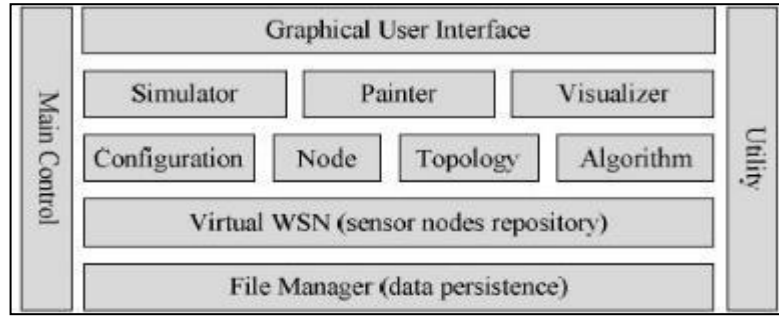 Main Control
Graphical User Interface
Simulator
Painter
Visualizer
Configuration
Node
Topology
Algorithm
Virtual WSN (sensor nodes repository)
File Manager (data persistence)
Utility